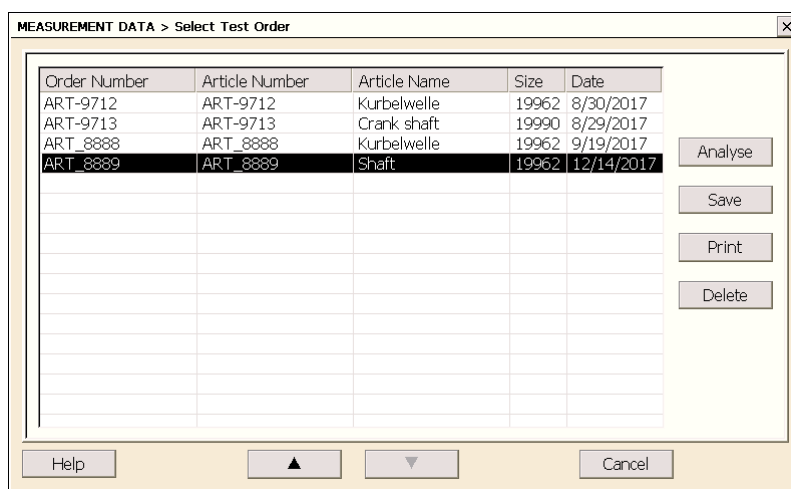 MEASUREMENT DATA > Select Test Order
Order Number Article Number Article Name Size Date
ART-9712 ART-9712 Kurbelwelle 19962 8/30/2017
ART-9713 ART-9713 Crank shaft 19990 8/29/2017
ART_8888 ART_8888 Kurbelwelle 19962 9/19/2017
ART_8889 ART_8889 Shaft 19962 12/14/2017
Analyse
Save
Print
Delete
Help Cancel